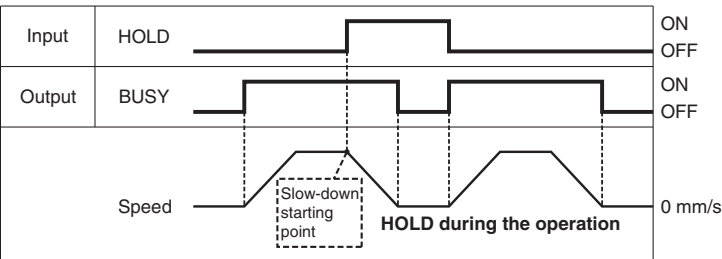 Input HOLD ON
OFF
Output BUSY ON
OFF
Speed 0 mm/s
Slow-down
starting
point
HOLD during the operation